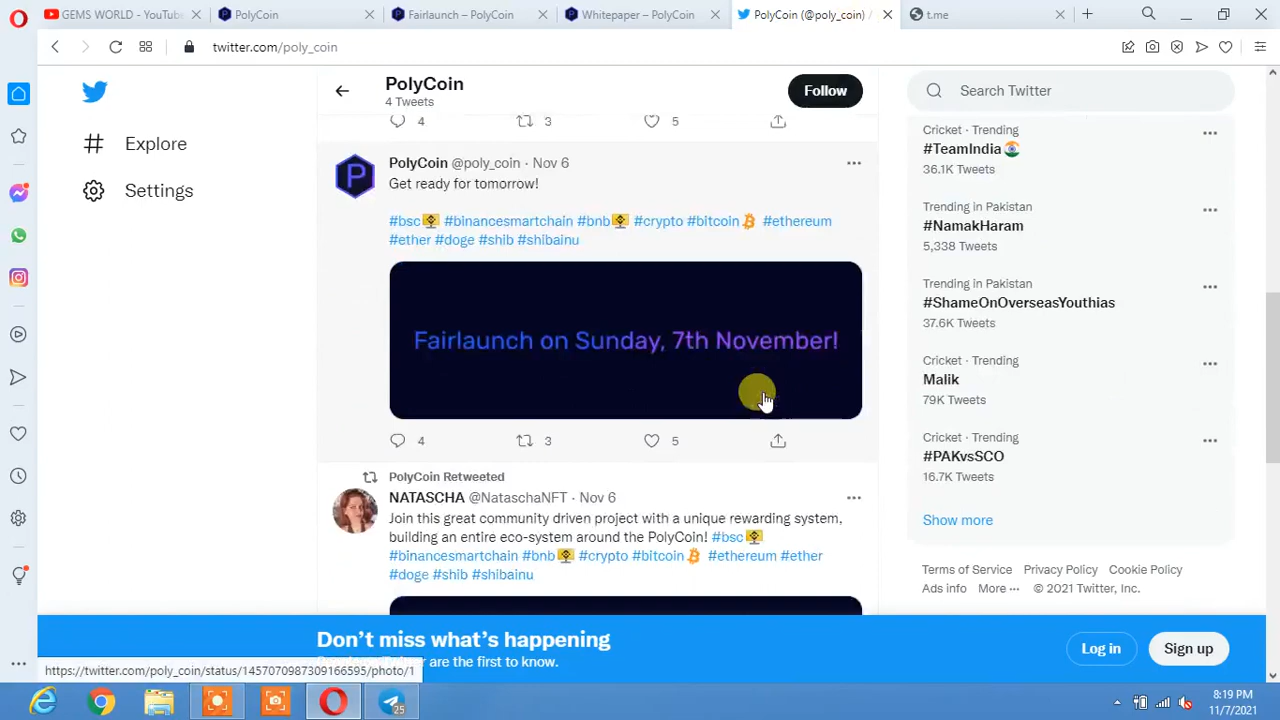 GEMS WORLD - YouTube
PolyCoin
Fairlaunch – PolyCoin
Whitepaper – PolyCoin
PolyCoin (@poly_coin) /
t.me
twitter.com/poly_coin
PolyCoin
4 Tweets
Follow
Search Twitter
Explore
Settings
4
3
5
PolyCoin @poly_coin · Nov 6
Get ready for tomorrow!
#bsc #binancesmartchain #bnb #crypto #bitcoin #ethereum
#ether #doge #shib #shibainu
Fairlaunch on Sunday, 7th November!
4
3
5
PolyCoin Retweeted
NATASCHA @NataschaNFT · Nov 6
Join this great community driven project with a unique rewarding system,
building an entire eco-system around the PolyCoin! #bsc
#binancesmartchain #bnb #crypto #bitcoin #ethereum #ether
#doge #shib #shibainu
Cricket · Trending
#TeamIndia
36.1K Tweets
Trending in Pakistan
#NamakHaram
5,338 Tweets
Trending in Pakistan
#ShameOnOverseasYouthias
37.6K Tweets
Cricket · Trending
Malik
79K Tweets
Cricket · Trending
#PAKvsSCO
16.7K Tweets
Show more
Terms of Service Privacy Policy Cookie Policy
Ads info More ··· © 2021 Twitter, Inc.
Don’t miss what’s happening
are the first to know.
Log in
Sign up
https://twitter.com/poly_coin/status/1457070987309166595/photo/1
25
8:19 PM
11/7/2021